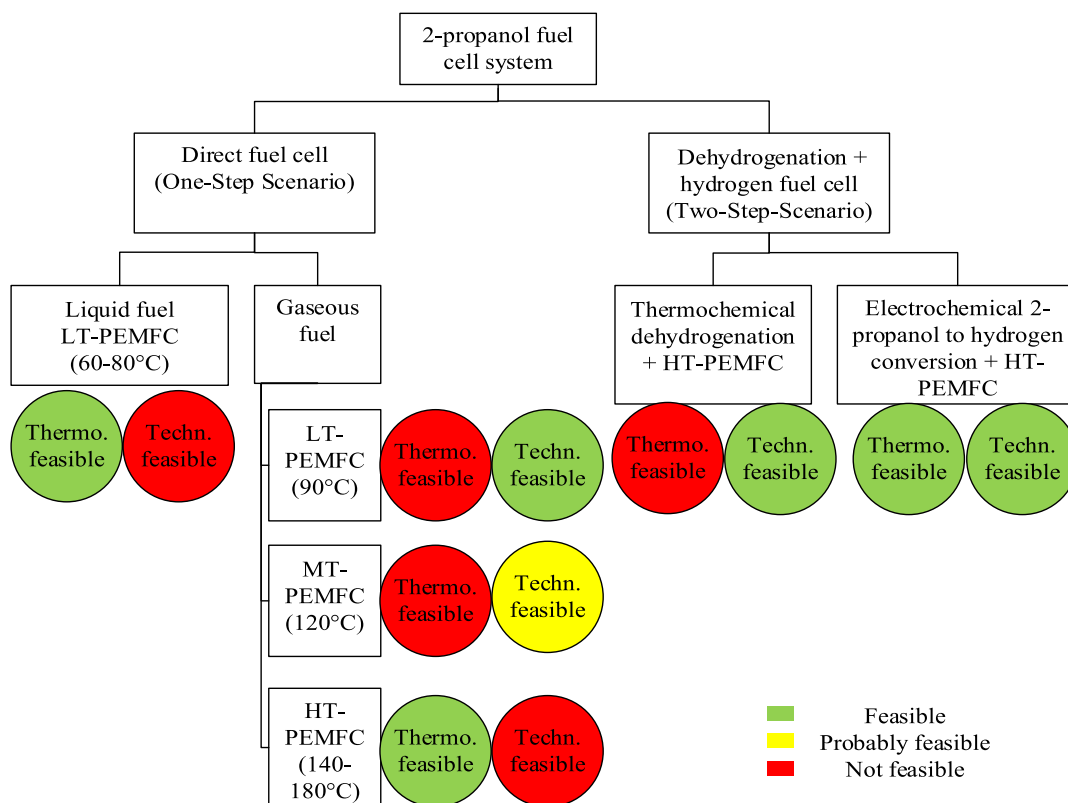 2-propanol fuel
cell system
Direct fuel cell
(One-Step Scenario)
Dehydrogenation +
hydrogen fuel cell
(Two-Step-Scenario)
Liquid fuel
LT-PEMFC
(60-80°C)
Gaseous
fuel
Thermochemical
dehydrogenation
+ HT-PEMFC
Electrochemical 2-
propanol to hydrogen
conversion + HT-
PEMFC
Thermo.
feasible
Techn.
feasible
LT-
PEMFC
(90°C)
Thermo.
feasible
Techn.
feasible
Thermo.
feasible
Techn.
feasible
Thermo.
feasible
Techn.
feasible
MT-
PEMFC
(120°C)
Thermo.
feasible
Techn.
feasible
HT-
PEMFC
(140-
180°C)
Thermo.
feasible
Techn.
feasible
Feasible
Probably feasible
Not feasible